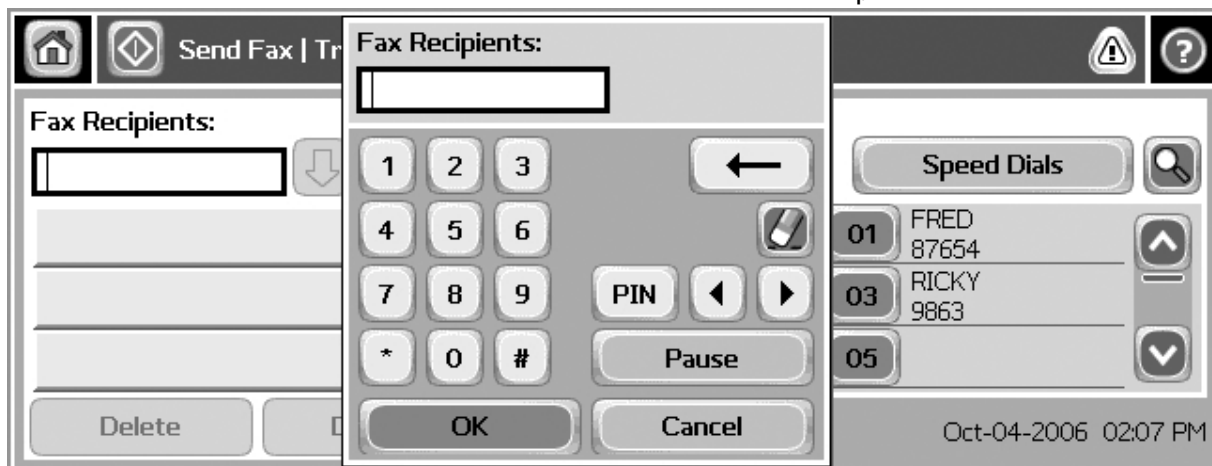 Send Fax | Tr
Fax Recipients:
?
Fax Recipients:
Speed Dials
1 2 3
4 5 6
7 8 9
* 0 #
PIN
Pause
OK
Cancel
01 FRED
87654
03 RICKY
9863
05
Delete
D
Oct-04-2006 02:07 PM